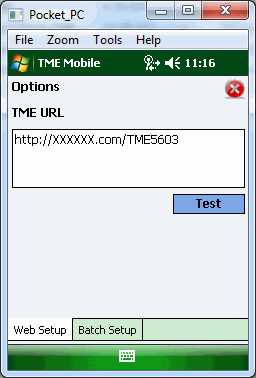 Pocket_PC
File Zoom Tools Help
TME Mobile 11:16
Options
TME URL
http://XXXXXX.com/TME5603
Test
Web Setup Batch Setup